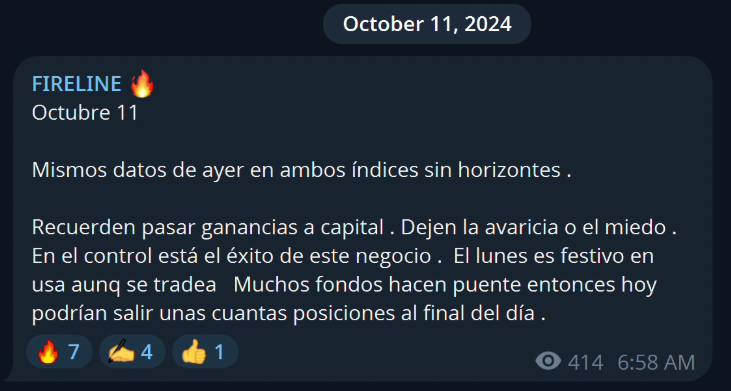 October 11, 2024
FIRELINE 🔥
Octubre 11
Mismos datos de ayer en ambos índices sin horizontes .
Recuerden pasar ganancias a capital . Dejen la avaricia o el miedo .
En el control está el éxito de este negocio .  El lunes es festivo en
usa aunq se tradea   Muchos fondos hacen puente entonces hoy
podrían salir unas cuantas posiciones al final del día .
🔥 7 ✍️ 4 👍 1
414 6:58 AM